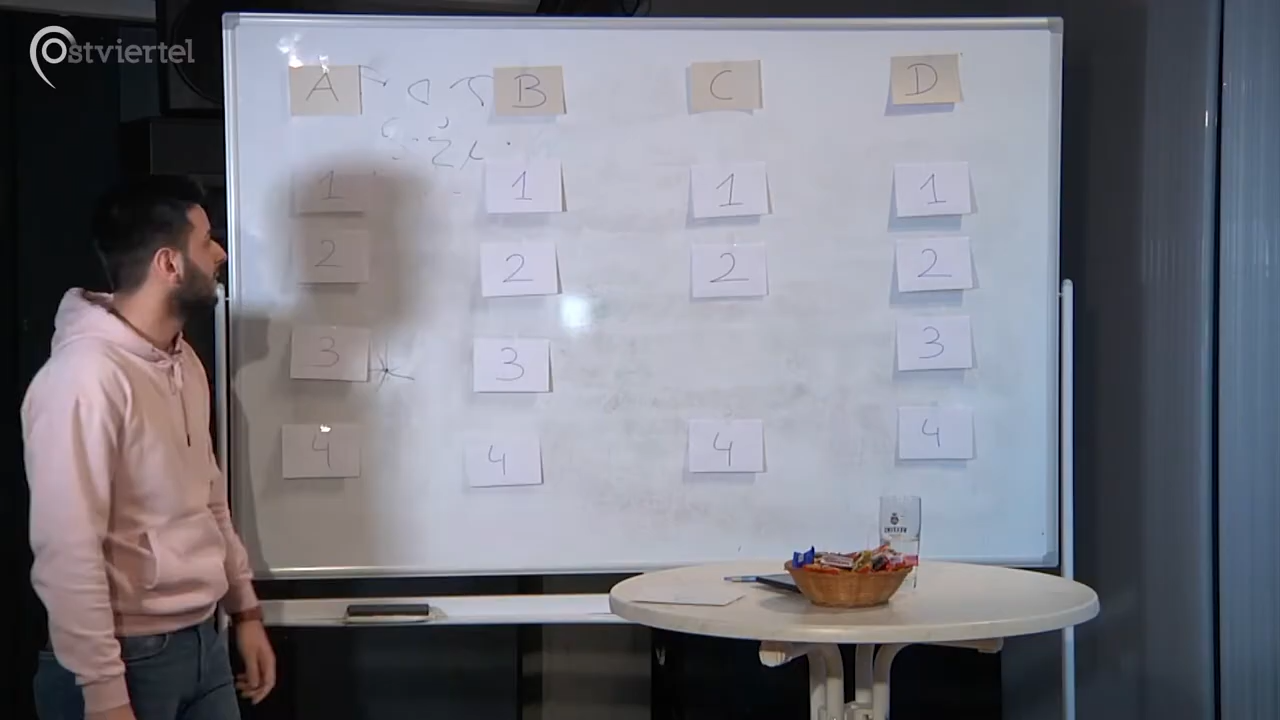 Ostviertel
A B C D
1 1 1 1
2 2 2 2
3 3 3
4 4 4 4